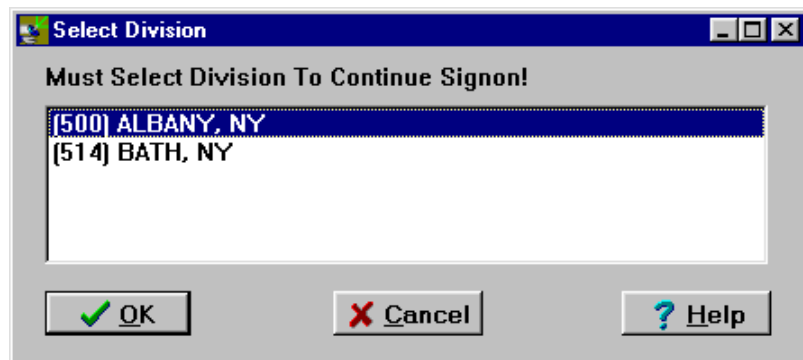 Select Division
Must Select Division To Continue Signon!
(500) ALBANY, NY
(514) BATH, NY
OK
Cancel
Help